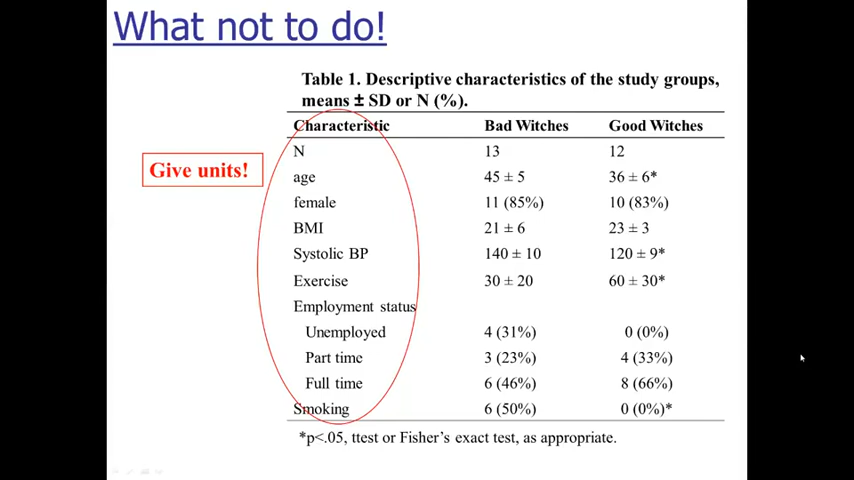 What not to do!
Table 1. Descriptive characteristics of the study groups,
means ± SD or N (%).
Characteristic Bad Witches Good Witches
Give units!
N 13 12
age 45 ± 5 36 ± 6*
female 11 (85%) 10 (83%)
BMI 21 ± 6 23 ± 3
Systolic BP 140 ± 10 120 ± 9*
Exercise 30 ± 20 60 ± 30*
Employment status
Unemployed 4 (31%) 0 (0%)
Part time 3 (23%) 4 (33%)
Full time 6 (46%) 8 (66%)
Smoking 6 (50%) 0 (0%)*
*p<.05, ttest or Fisher's exact test, as appropriate.